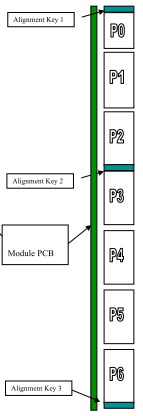 Alignment Key 1
P0
P1
P2
Alignment Key 2
P3
Module PCB
P4
P5
P6
Alignment Key 3